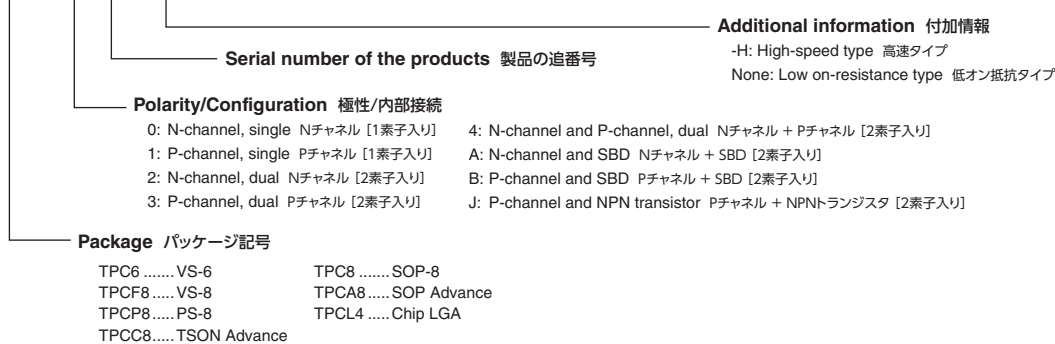 Additional information 付加情報
-H: High-speed type 高速タイプ
None: Low on-resistance type 低オン抵抗タイプ
Serial number of the products 製品の追番号
Polarity/Configuration 極性/内部接続
0: N-channel, single Nチャネル [1素子入り]
1: P-channel, single Pチャネル [1素子入り]
2: N-channel, dual Nチャネル [2素子入り]
3: P-channel, dual Pチャネル [2素子入り]
4: N-channel and P-channel, dual Nチャネル + Pチャネル [2素子入り]
A: N-channel and SBD Nチャネル + SBD [2素子入り]
B: P-channel and SBD Pチャネル + SBD [2素子入り]
J: P-channel and NPN transistor Pチャネル + NPNトランジスタ [2素子入り]
Package パッケージ記号
TPC6 .......VS-6
TPCF8.....VS-8
TPCP8.....PS-8
TPCC8.....TSON Advance
TPC8 .......SOP-8
TPCA8.....SOP Advance
TPCL4 .....Chip LGA